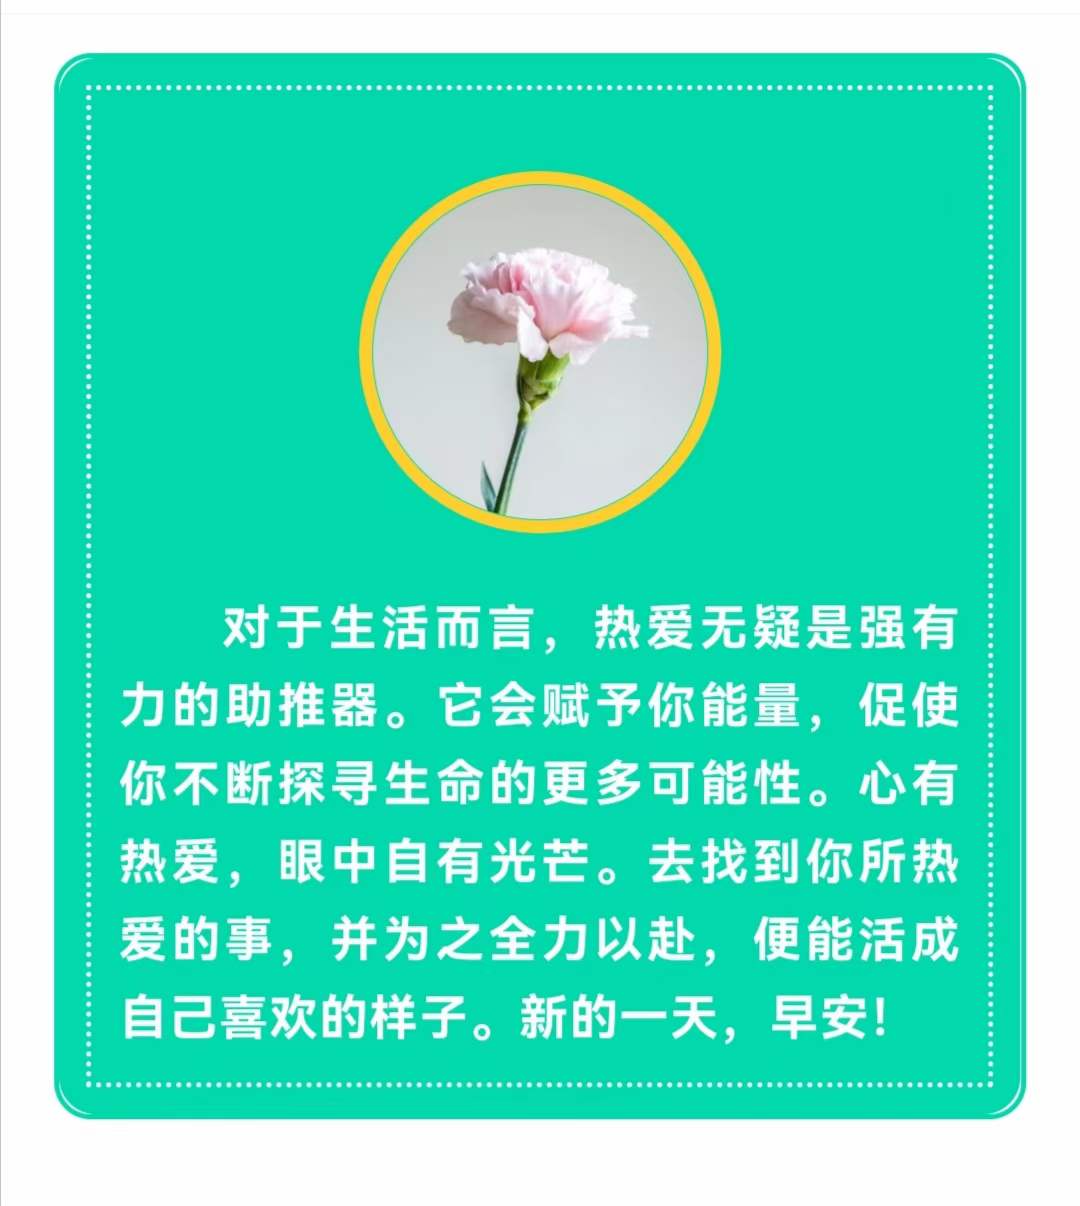 对于生活而言，热爱无疑是强有
力的助推器。它会赋予你能量，促使
你不断探寻生命的更多可能性。心有
热爱，眼中自有光芒。去找到你所热
爱的事，并为之全力以赴，便能活成
自己喜欢的样子。新的一天，早安！